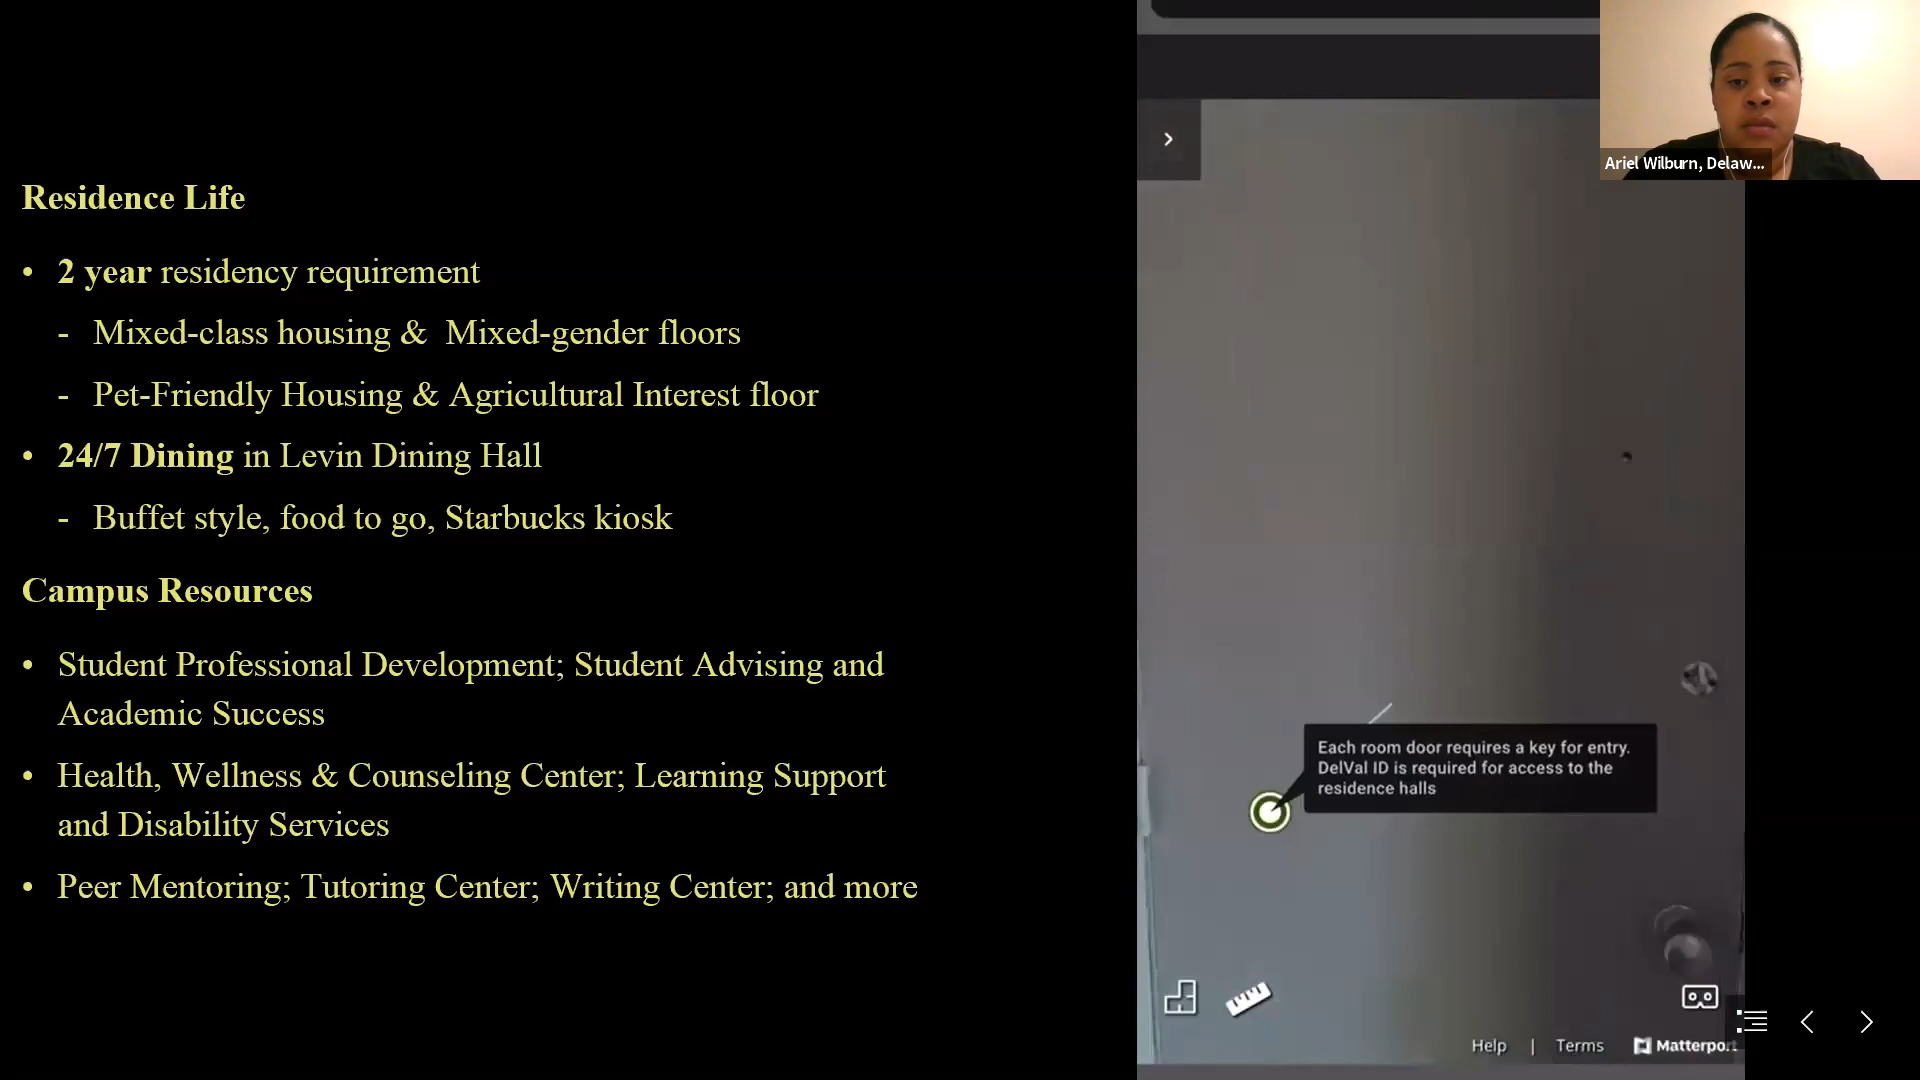 Residence Life
• 2 year residency requirement
- Mixed-class housing & Mixed-gender floors
- Pet-Friendly Housing & Agricultural Interest floor
• 24/7 Dining in Levin Dining Hall
- Buffet style, food to go, Starbucks kiosk
Campus Resources
• Student Professional Development; Student Advising and
Academic Success
• Health, Wellness & Counseling Center; Learning Support
and Disability Services
• Peer Mentoring; Tutoring Center; Writing Center; and more
Ariel Wilburn, Delaw...
Each room door requires a key for entry.
DelVal ID is required for access to the
residence halls
Help | Terms Matterport